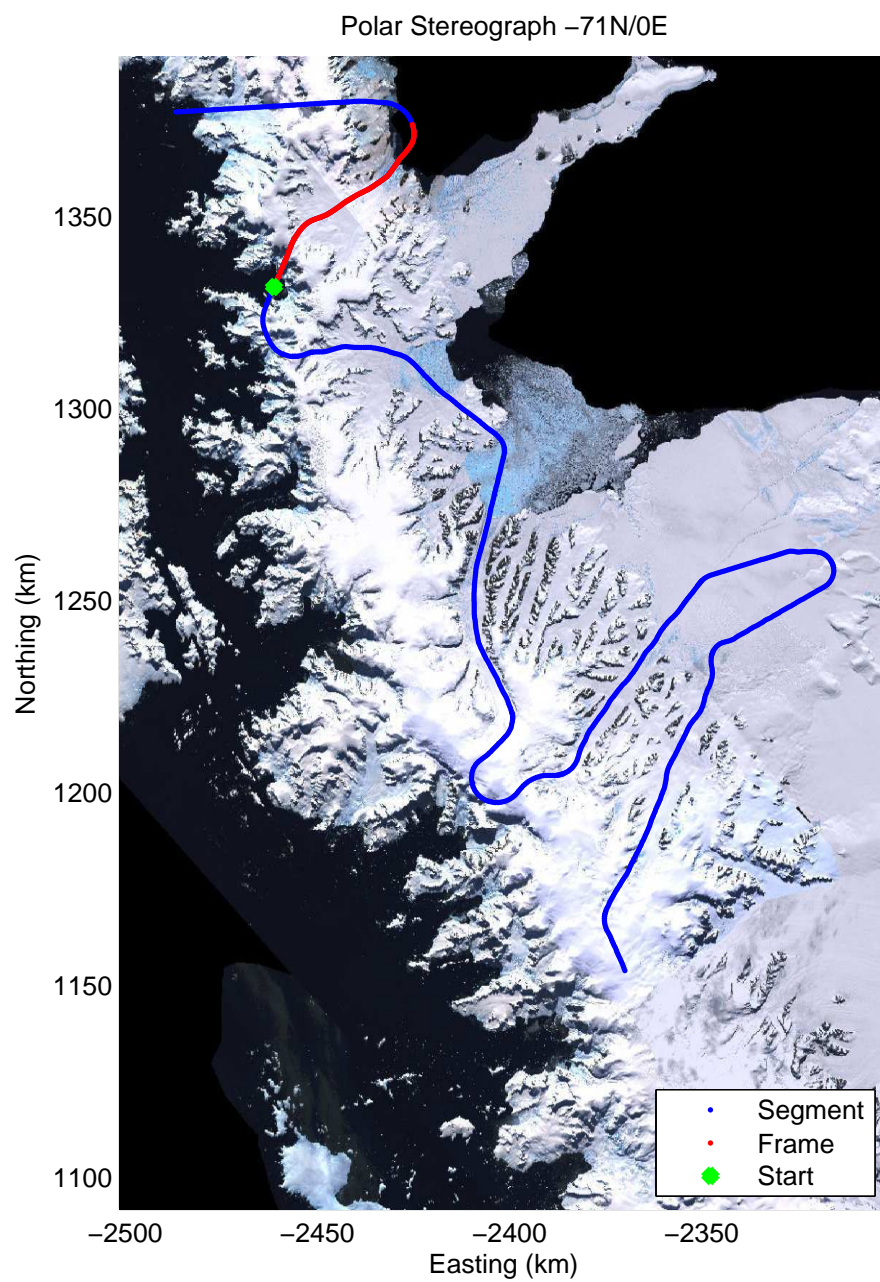 Polar Stereograph −71N/0E
1350
1300
1250
1200
1150
1100
Northing (km)
Segment
Frame
Start
−2500
−2450
−2400
−2350
Easting (km)